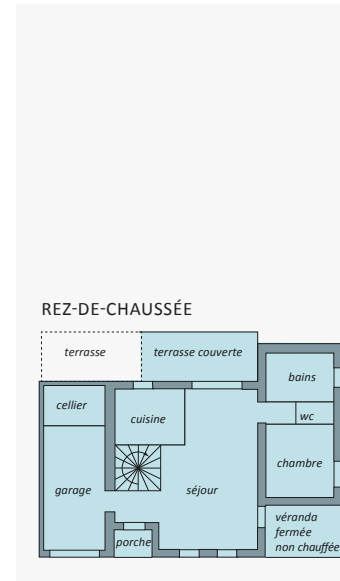 REZ-DE-CHAUSSÉE
terrasse
terrasse couverte
bains
cellier
cuisine
wc
chambre
garage
séjour
porche
véranda
fermée
non chauffée